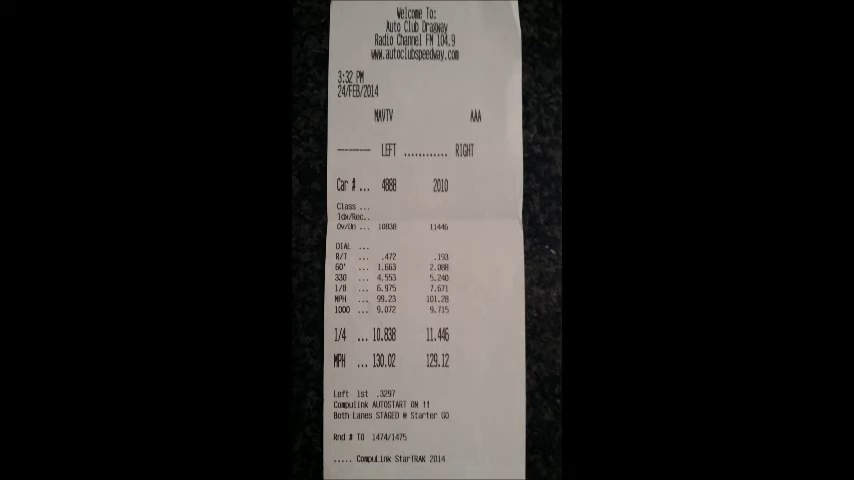 Welcome To:
Auto Club Dragway
Radio Channel FM 104.9
www.autoclubspeedway.com
3:32 PM
24/FEB/2014
MAVTV AAA
--------- LEFT ............ RIGHT
Car # ... 4888 2010
Class ...
Idx/Rec..
Ov/Un ... 10838 11446
DIAL ...
R/T ... .472 .193
60' ... 1.663 2.088
330 ... 4.553 5.240
1/8 ... 6.975 7.671
MPH ... 99.23 101.28
1000 ... 9.072 9.715
1/4 ... 10.838 11.446
MPH ... 130.02 129.12
Left 1st .3297
Compulink AUTOSTART ON !!
Both Lanes STAGED @ Starter GO
Rnd # TO 1474/1475
..... CompuLink StarTRAK 2014